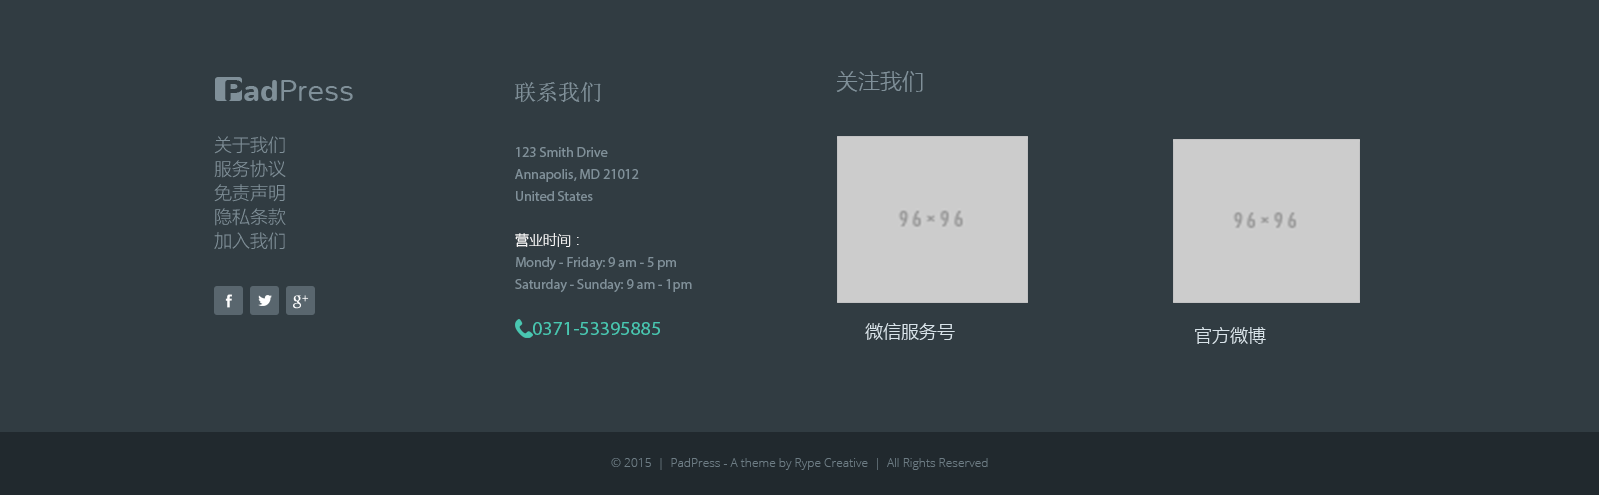 PadPress
关于我们
服务协议
免责声明
隐私条款
加入我们
f
g+
联系我们
123 Smith Drive
Annapolis, MD 21012
United States
营业时间：
Mondy - Friday: 9 am - 5 pm
Saturday - Sunday: 9 am - 1pm
0371-53395885
关注我们
96×96
微信服务号
96×96
官方微博
© 2015 | PadPress - A theme by Rype Creative | All Rights Reserved